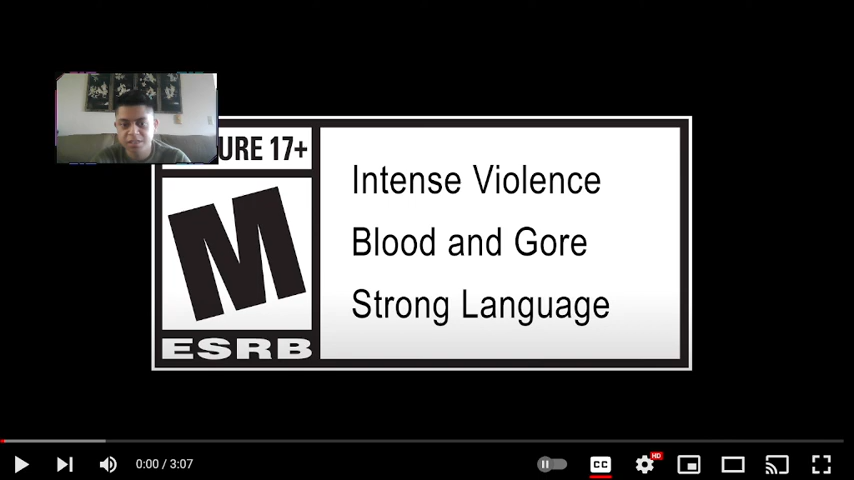 URE 17+
M
ESRB
Intense Violence
Blood and Gore
Strong Language
0:00 / 3:07
CC
HD